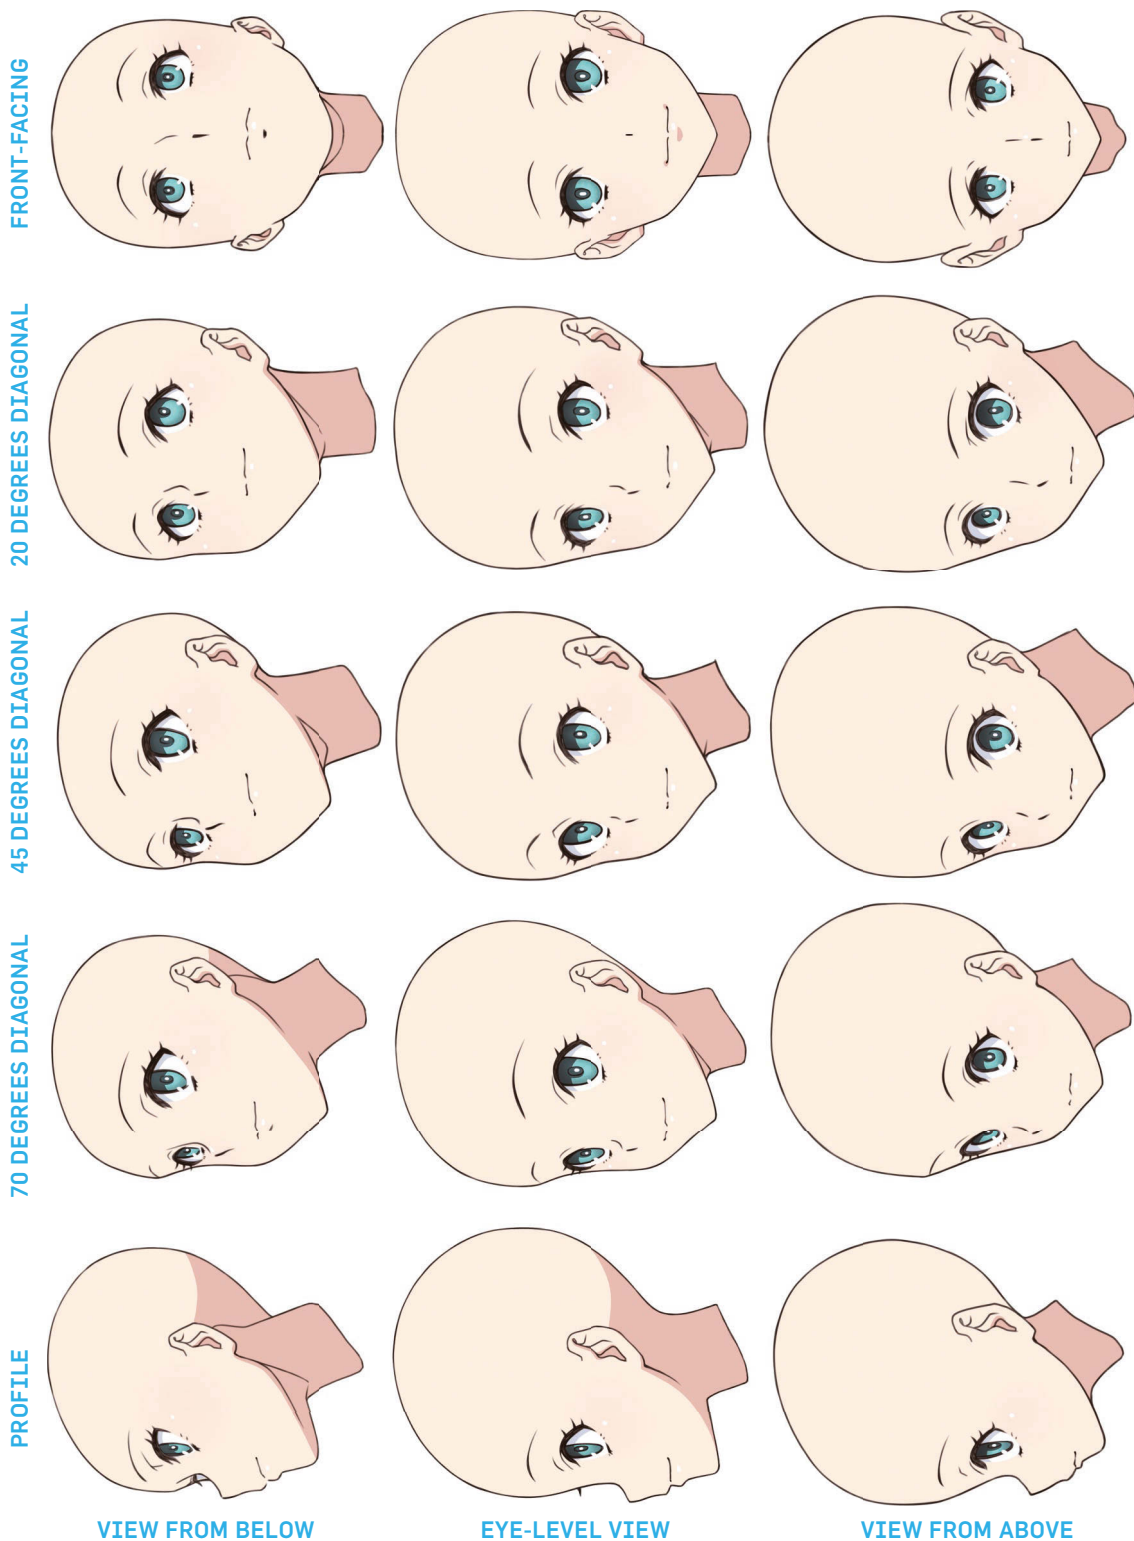 FRONT-FACING
20 DEGREES DIAGONAL
45 DEGREES DIAGONAL
70 DEGREES DIAGONAL
PROFILE
VIEW FROM BELOW
EYE-LEVEL VIEW
VIEW FROM ABOVE